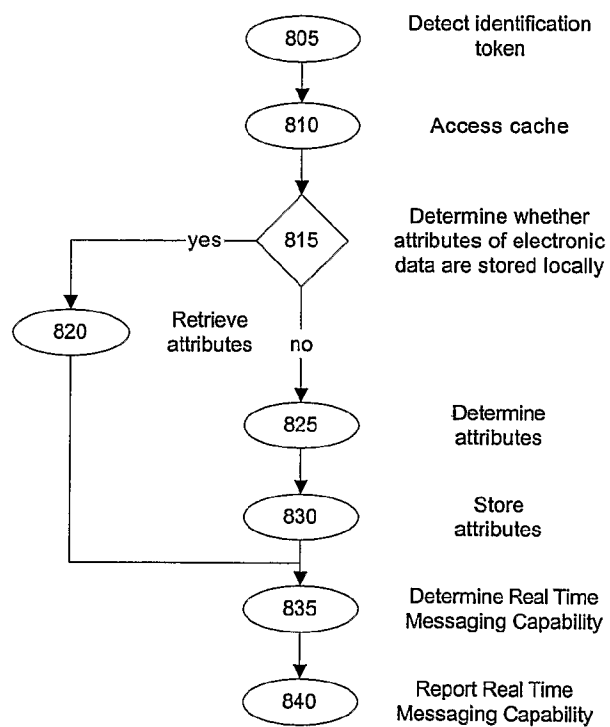 805
Detect identification
token
810
Access cache
815
yes
Determine whether
attributes of electronic
data are stored locally
820
Retrieve
attributes
no
825
Determine
attributes
830
Store
attributes
835
Determine Real Time
Messaging Capability
840
Report Real Time
Messaging Capability